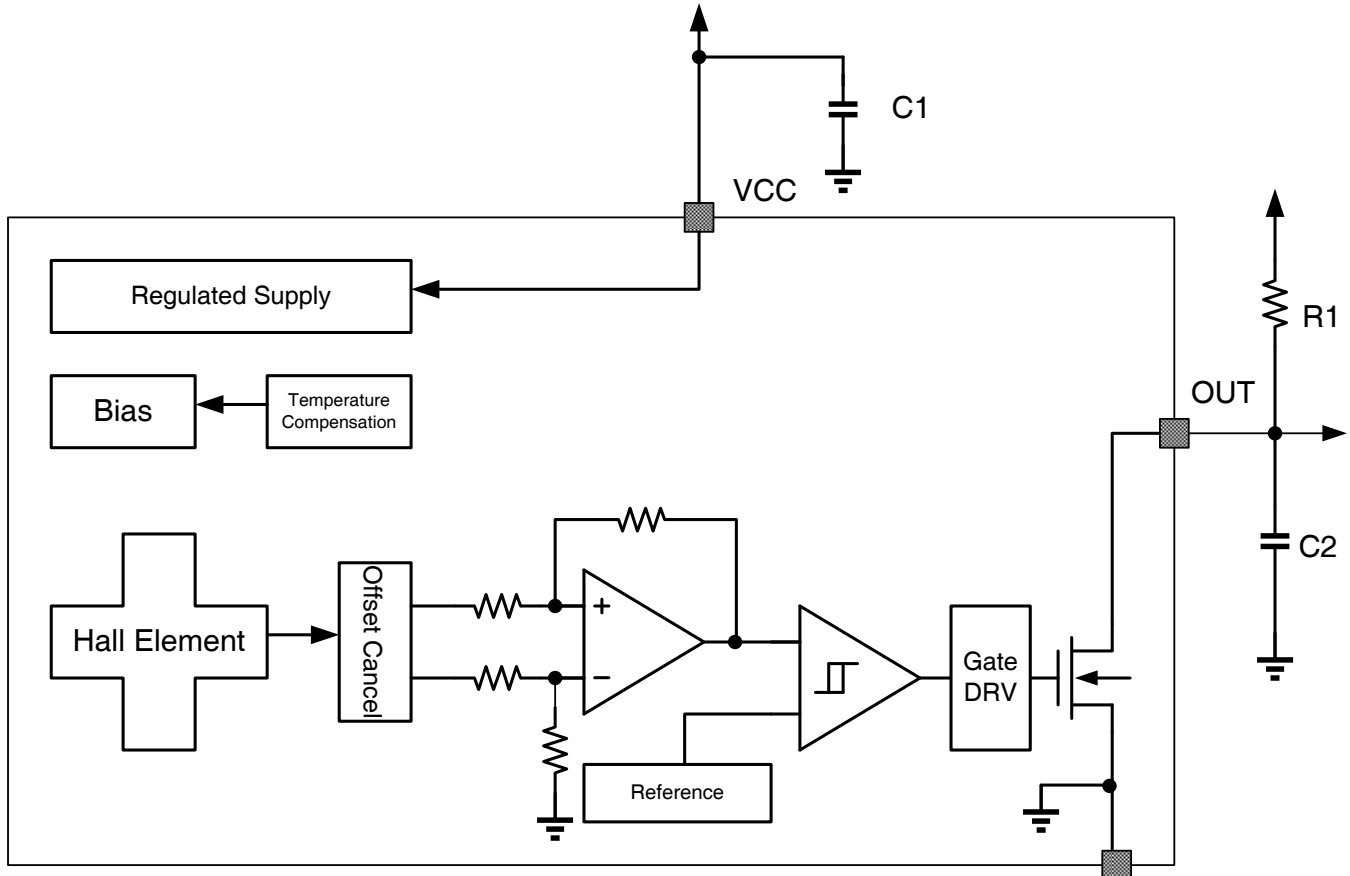 C1
VCC
Regulated Supply
R1
Bias
Temperature
Compensation
OUT
C2
Hall Element
Offset Cancel
+
−
Gate
DRV
Reference